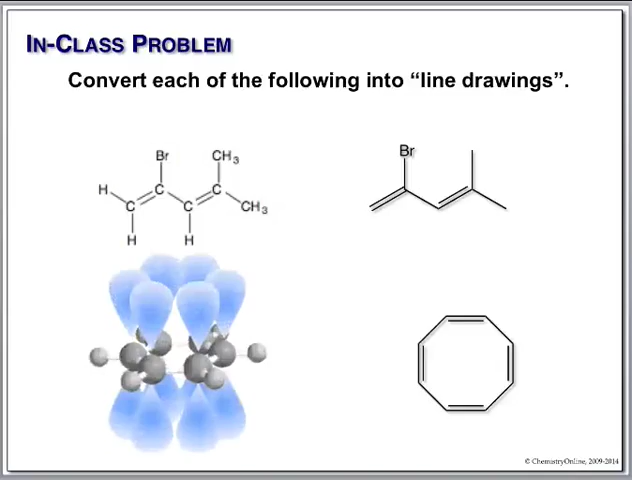 IN-CLASS PROBLEM
Convert each of the following into “line drawings”.
Br CH3
H C C
C C CH3
H H
Br
© ChemistryOnline, 2009-2014